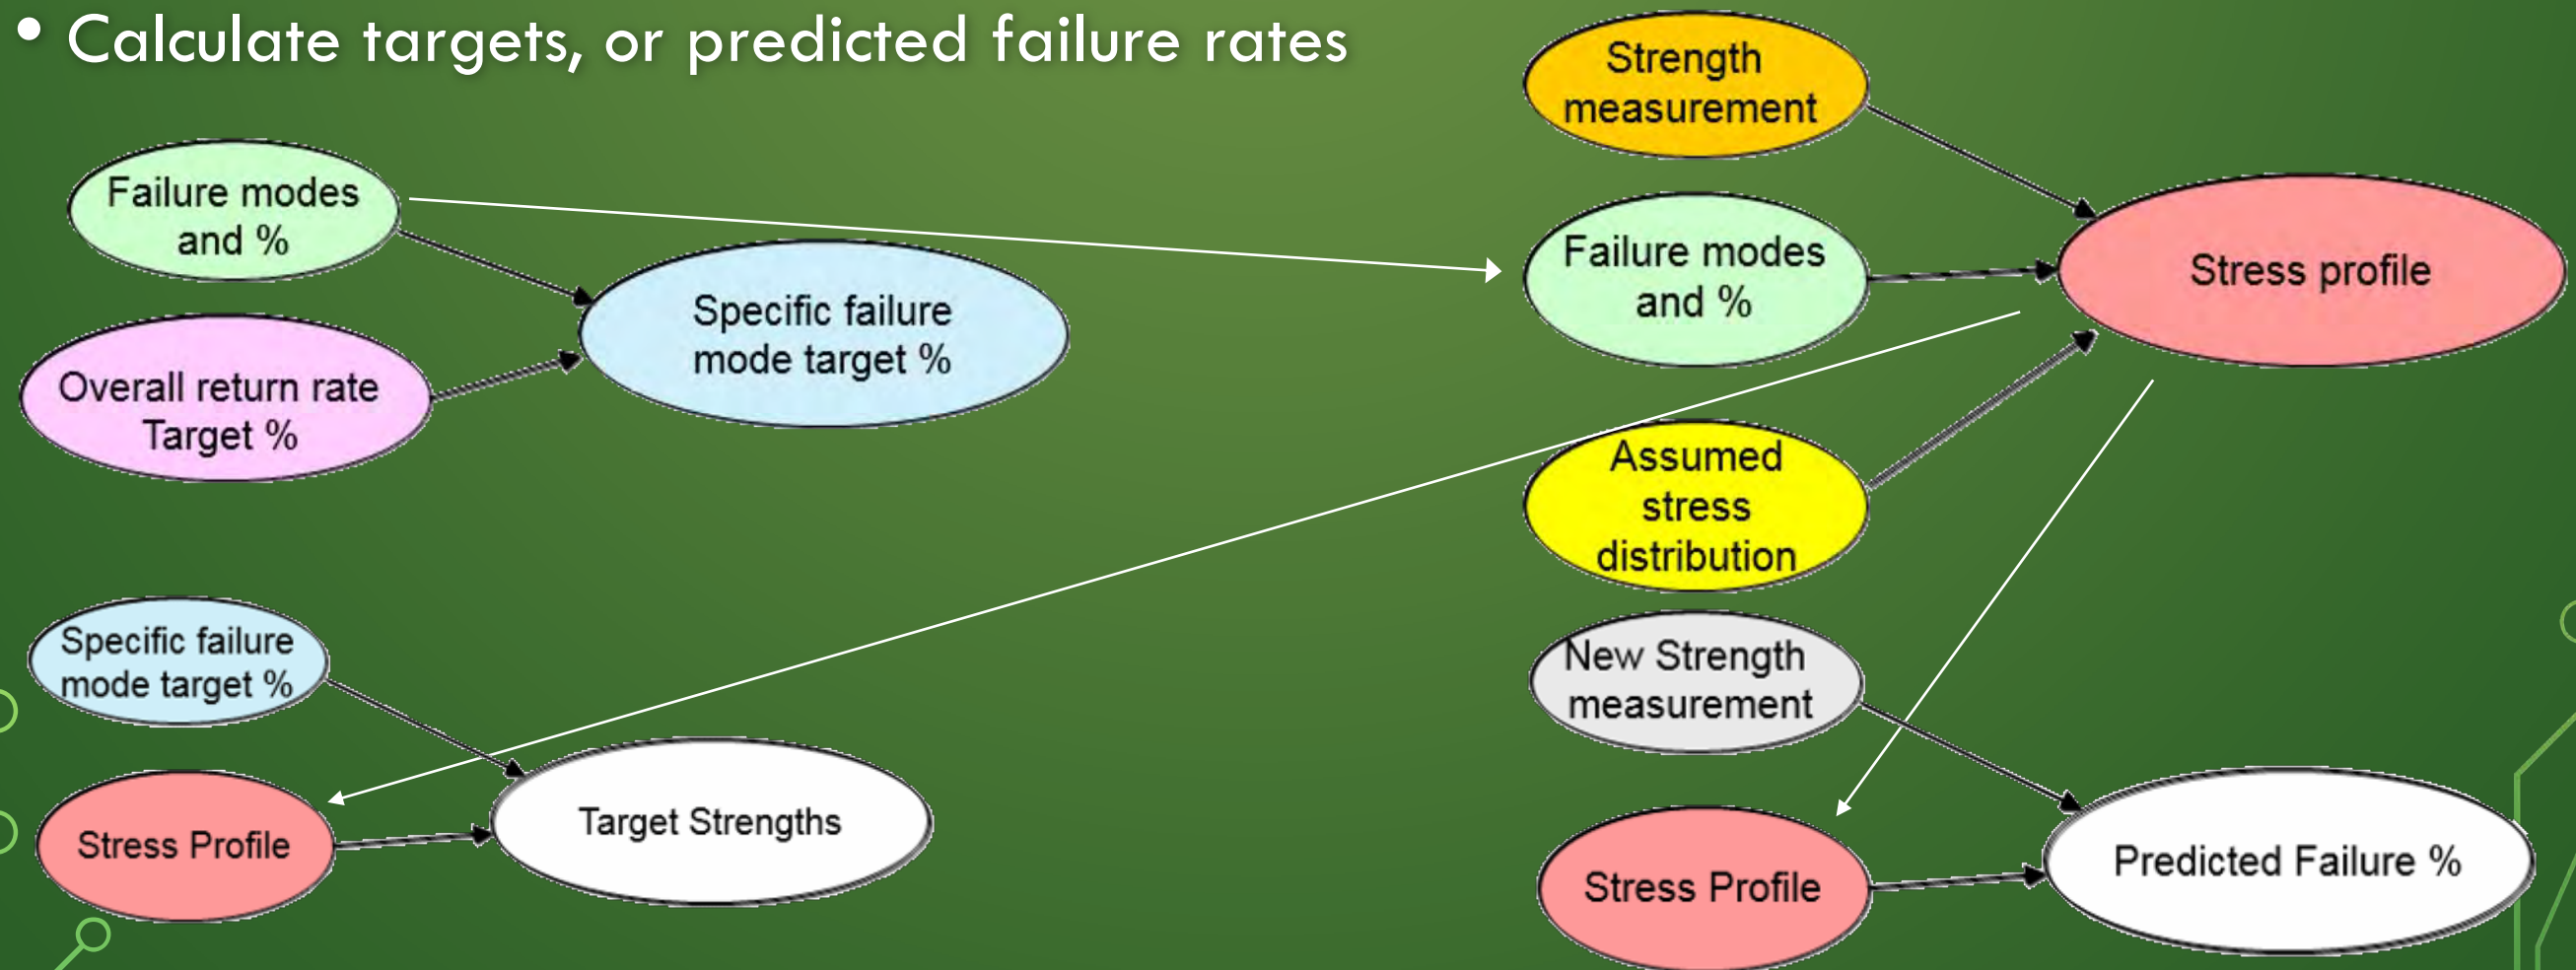 • Calculate targets, or predicted failure rates
Failure modes
and %
Overall return rate
Target %
Specific failure
mode target %
Strength
measurement
Failure modes
and %
Assumed
stress
distribution
Stress profile
Specific failure
mode target %
Stress Profile
Target Strengths
New Strength
measurement
Stress Profile
Predicted Failure %